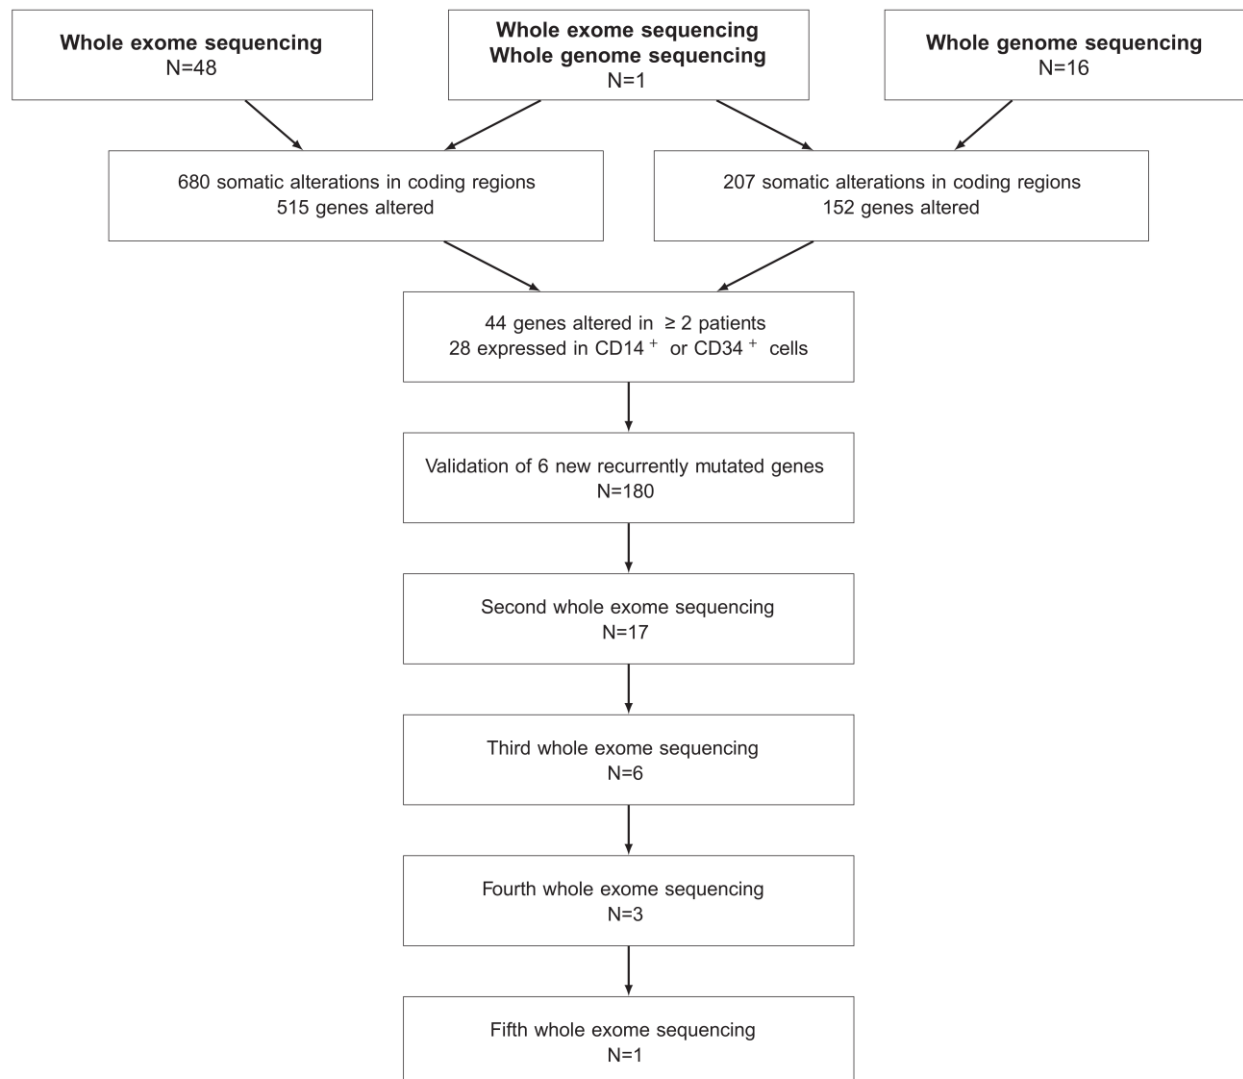 Whole exome sequencing
N=48
Whole exome sequencing
Whole genome sequencing
N=1
Whole genome sequencing
N=16
680 somatic alterations in coding regions
515 genes altered
207 somatic alterations in coding regions
152 genes altered
44 genes altered in ≥ 2 patients
28 expressed in CD14 + or CD34 + cells
Validation of 6 new recurrently mutated genes
N=180
Second whole exome sequencing
N=17
Third whole exome sequencing
N=6
Fourth whole exome sequencing
N=3
Fifth whole exome sequencing
N=1